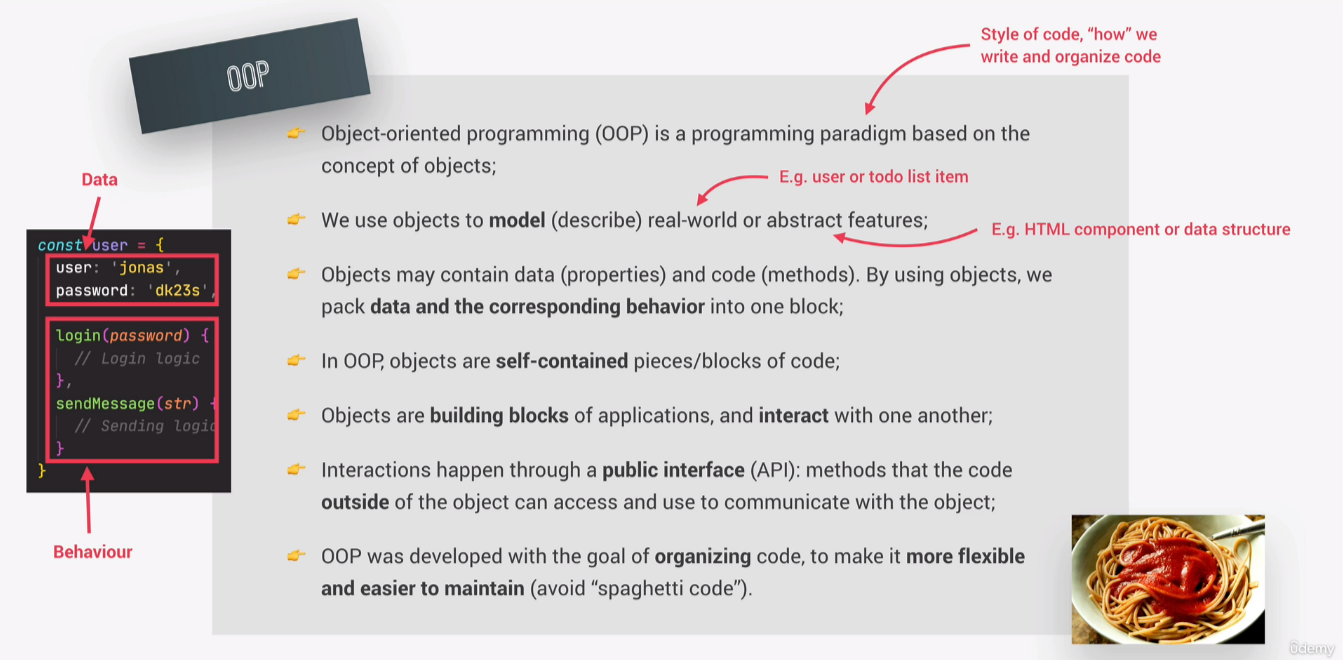 OOP
Style of code, “how” we
write and organize code
👉 Object-oriented programming (OOP) is a programming paradigm based on the
concept of objects;
E.g. user or todo list item
👉 We use objects to model (describe) real-world or abstract features;
E.g. HTML component or data structure
👉 Objects may contain data (properties) and code (methods). By using objects, we
pack data and the corresponding behavior into one block;
👉 In OOP, objects are self-contained pieces/blocks of code;
👉 Objects are building blocks of applications, and interact with one another;
👉 Interactions happen through a public interface (API): methods that the code
outside of the object can access and use to communicate with the object;
👉 OOP was developed with the goal of organizing code, to make it more flexible
and easier to maintain (avoid “spaghetti code”).
Data
const user = {
user: 'jonas',
password: 'dk23s',
login(password) {
// Login logic
},
sendMessage(str) {
// Sending logic
}
}
Behaviour
ûdemy